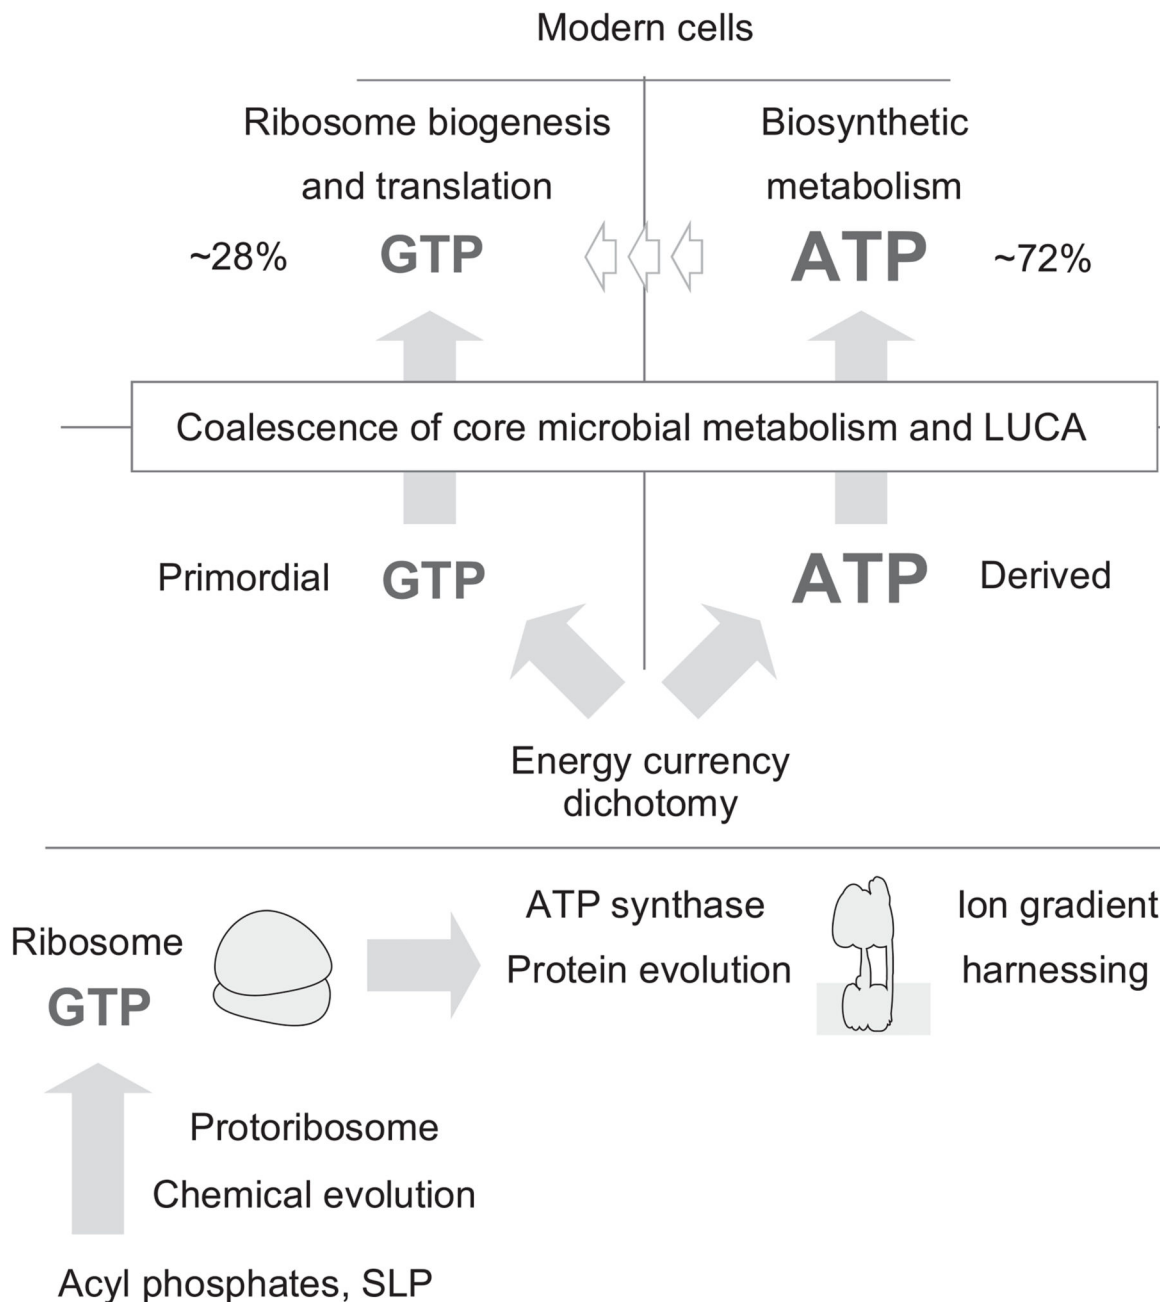 Modern cells
Ribosome biogenesis
and translation
Biosynthetic
metabolism
~28%
GTP
ATP
~72%
Coalescence of core microbial metabolism and LUCA
Primordial
GTP
ATP
Derived
Energy currency
dichotomy
Ribosome
GTP
ATP synthase
Protein evolution
Ion gradient
harnessing
Protoribosome
Chemical evolution
Acyl phosphates, SLP